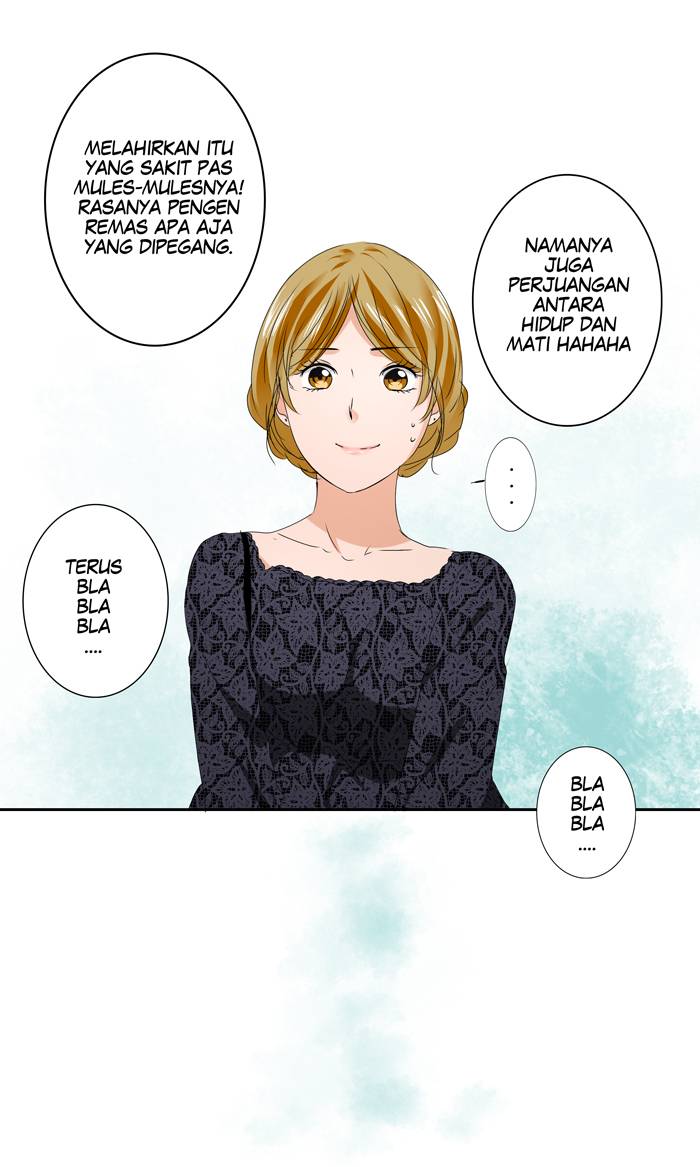 MELAHIRKAN ITU
YANG SAKIT PAS
MULES-MULESNYA!
RASANYA PENGEN
REMAS APA AJA
YANG DIPEGANG.
NAMANYA
JUGA
PERJUANGAN
ANTARA
HIDUP DAN
MATI HAHAHA
...
TERUS
BLA
BLA
BLA
....
BLA
BLA
BLA
....